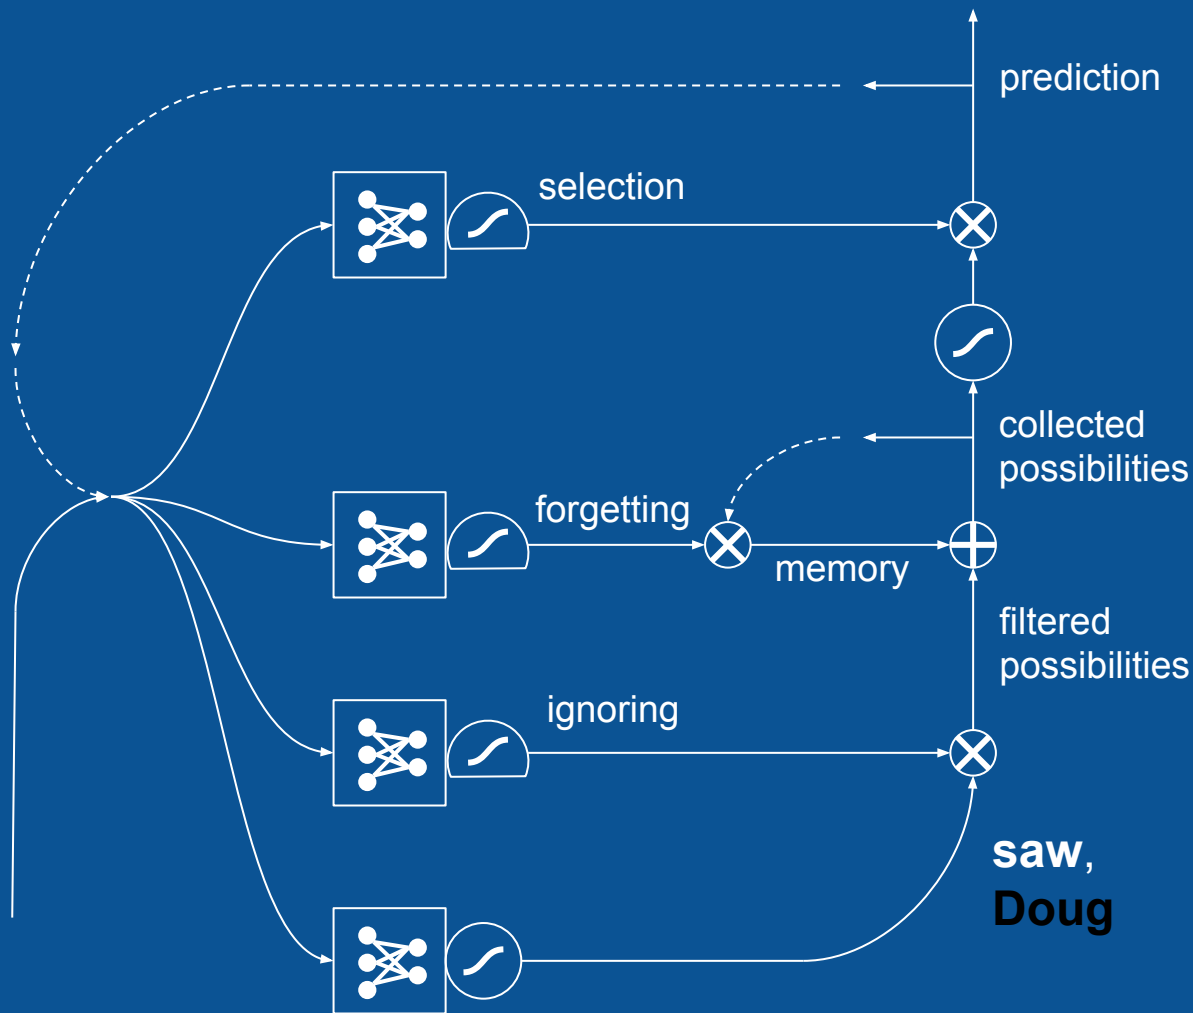 prediction
selection
collected
possibilities
forgetting
memory
filtered
possibilities
ignoring
saw,
Doug